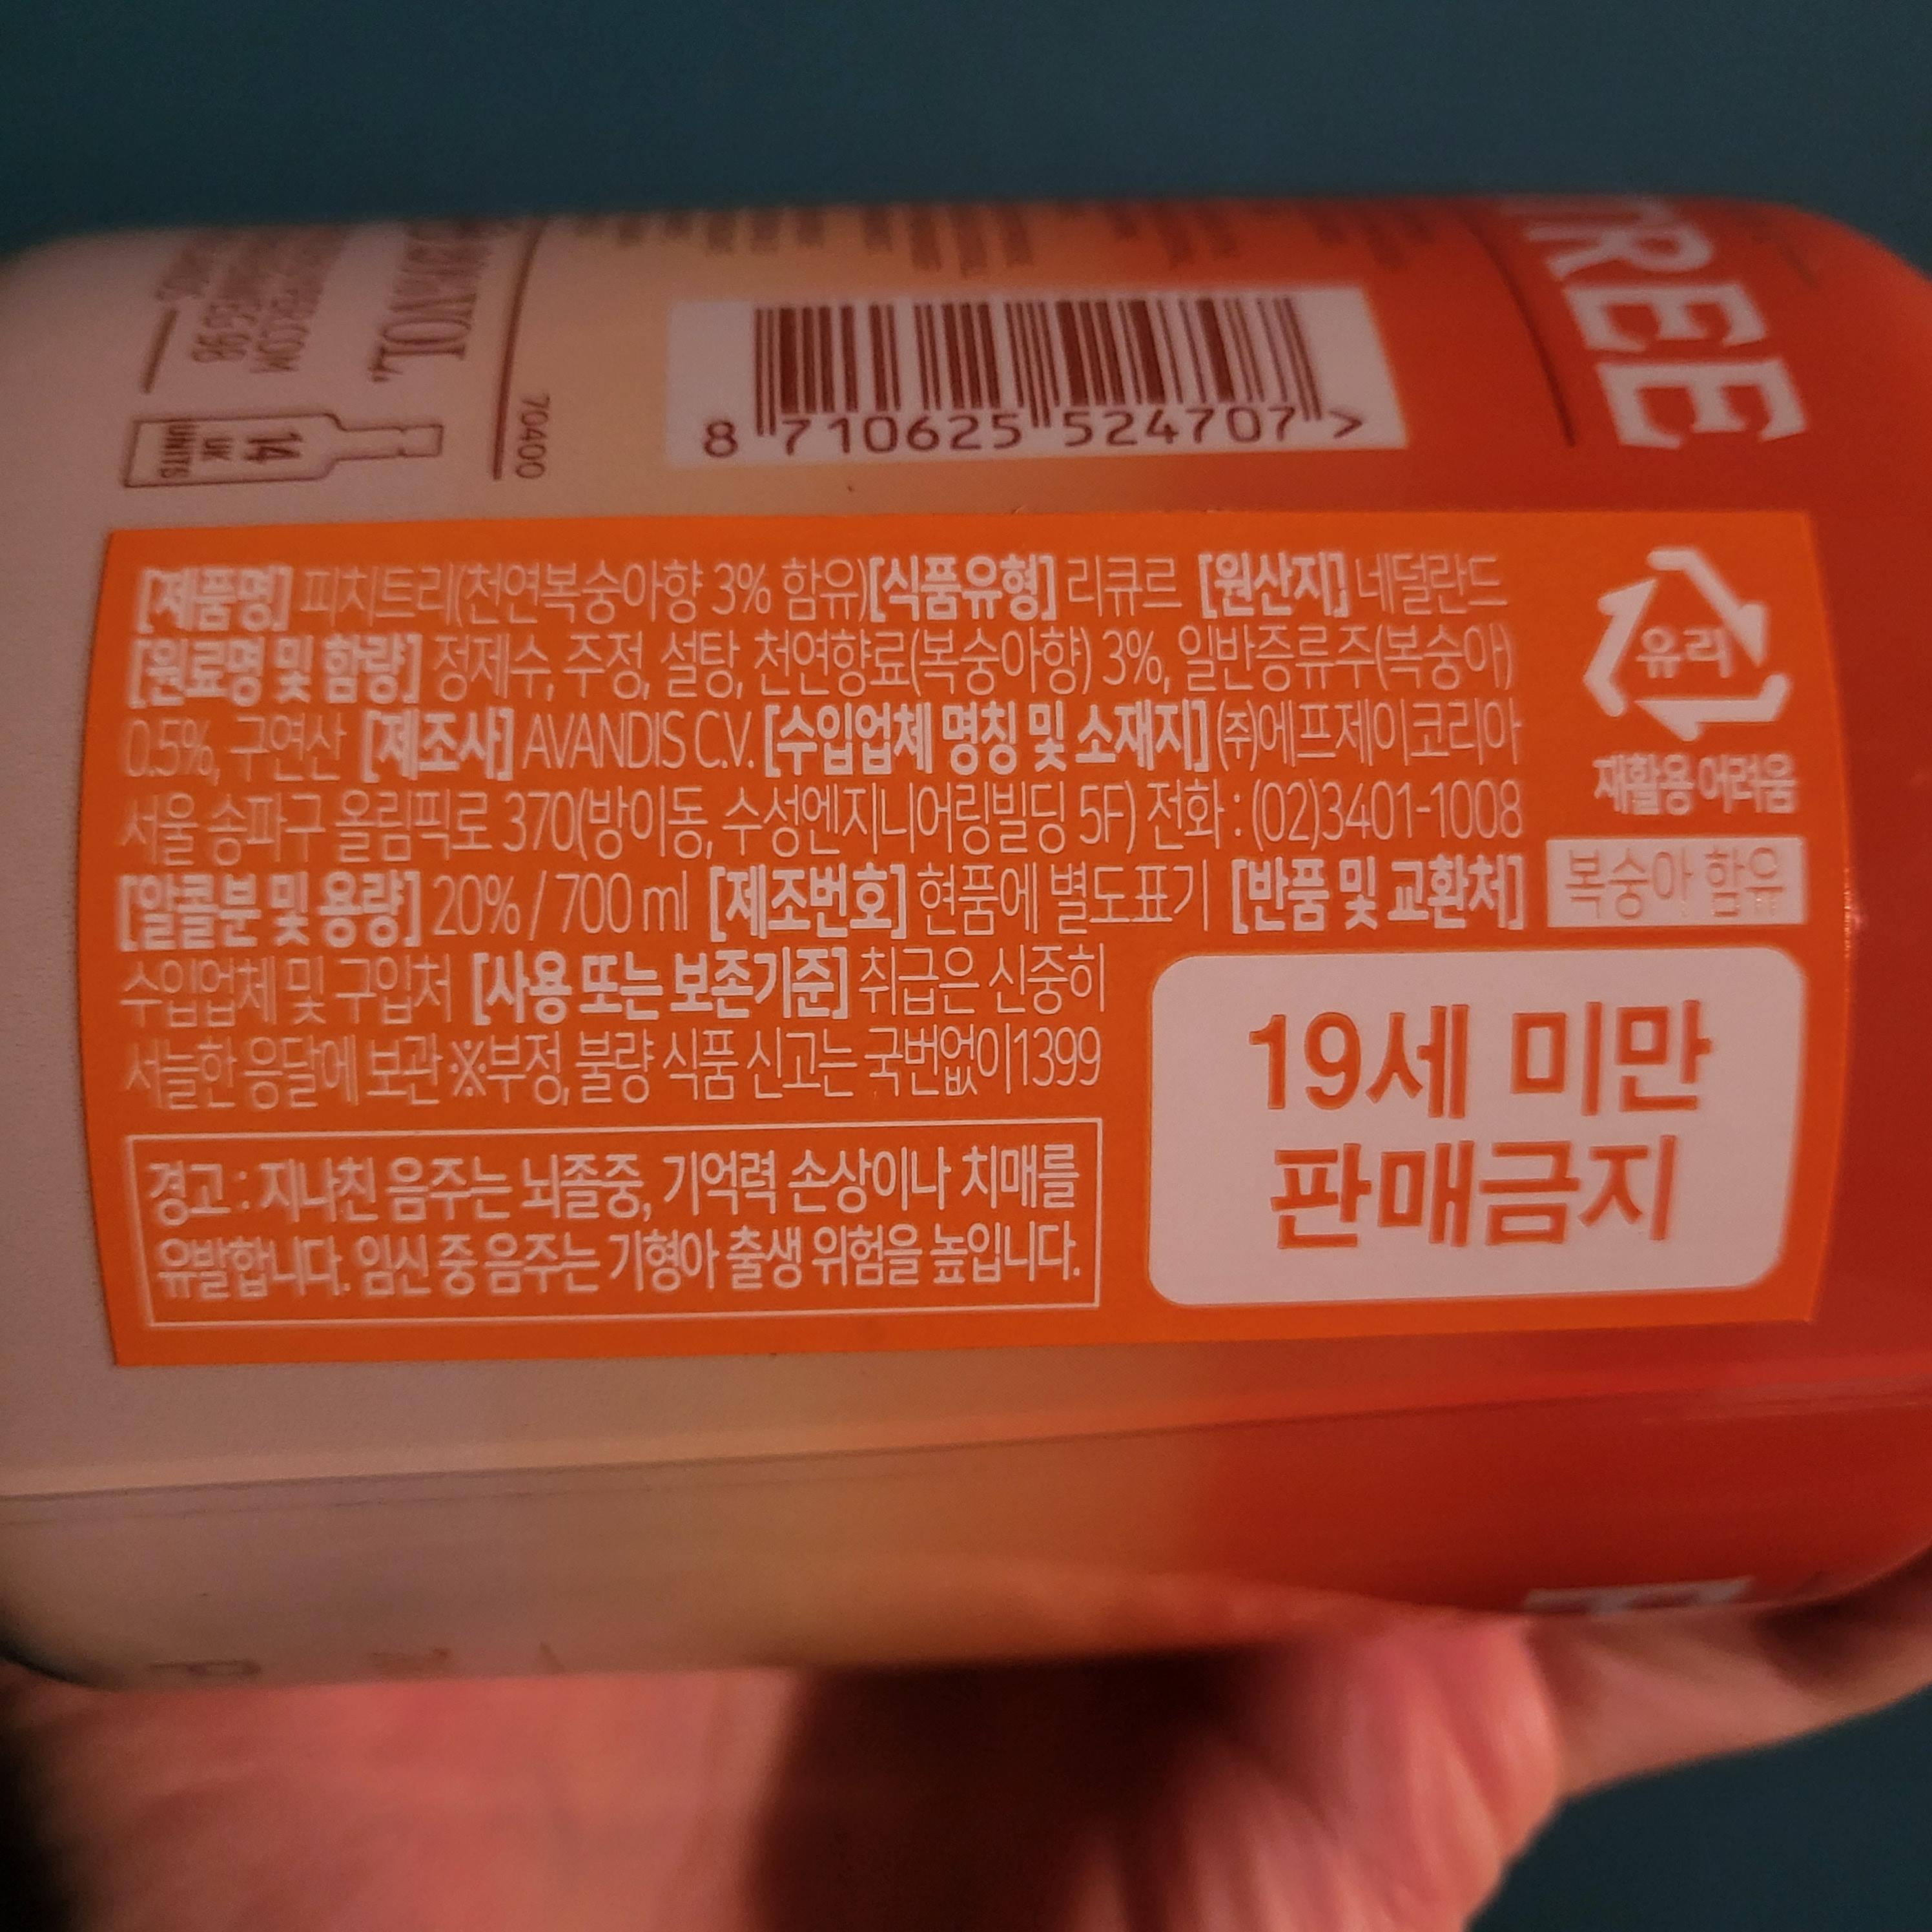 TREE
70400
14
UK
UNITS
8 710625 524707 >
[제품명] 피치트리(천연복숭아향 3% 함유)[식품유형] 리큐르 [원산지] 네덜란드
[원료명 및 함량] 정제수, 주정, 설탕, 천연향료(복숭아향) 3%, 일반증류주(복숭아)
0.5%, 구연산 [제조사] AVANDIS C.V. [수입업체 명칭 및 소재지] (주)에프제이코리아
서울 송파구 올림픽로 370(방이동, 수성엔지니어링빌딩 5F) 전화 : (02)3401-1008
[알콜분 및 용량] 20% / 700 ml [제조번호] 현품에 별도표기 [반품 및 교환처]
수입업체 및 구입처 [사용 또는 보존기준] 취급은 신중히
서늘한 응달에 보관 ※부정, 불량 식품 신고는 국번없이1399
경고 : 지나친 음주는 뇌졸중, 기억력 손상이나 치매를
유발합니다. 임신 중 음주는 기형아 출생 위험을 높입니다.
유리
재활용 어려움
복숭아 함유
19세 미만
판매금지